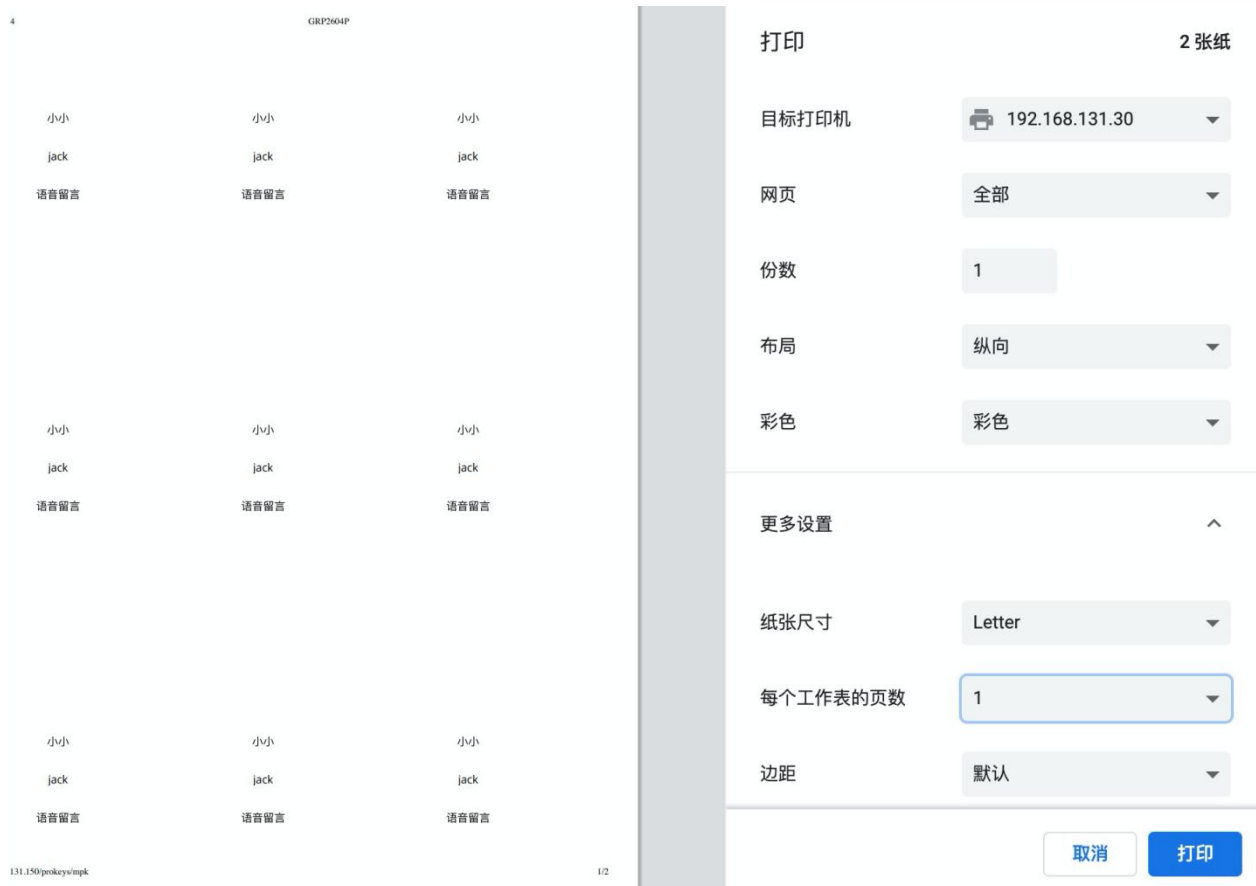 4 GRP2604P
小小 小小 小小
jack jack jack
语音留言 语音留言 语音留言
小小 小小 小小
jack jack jack
语音留言 语音留言 语音留言
小小 小小 小小
jack jack jack
语音留言 语音留言 语音留言
131.150/prokeys/mpk 1/2
打印 2 张纸
目标打印机 192.168.131.30
网页 全部
份数 1
布局 纵向
彩色 彩色
更多设置
纸张尺寸 Letter
每个工作表的页数 1
边距 默认
取消 打印